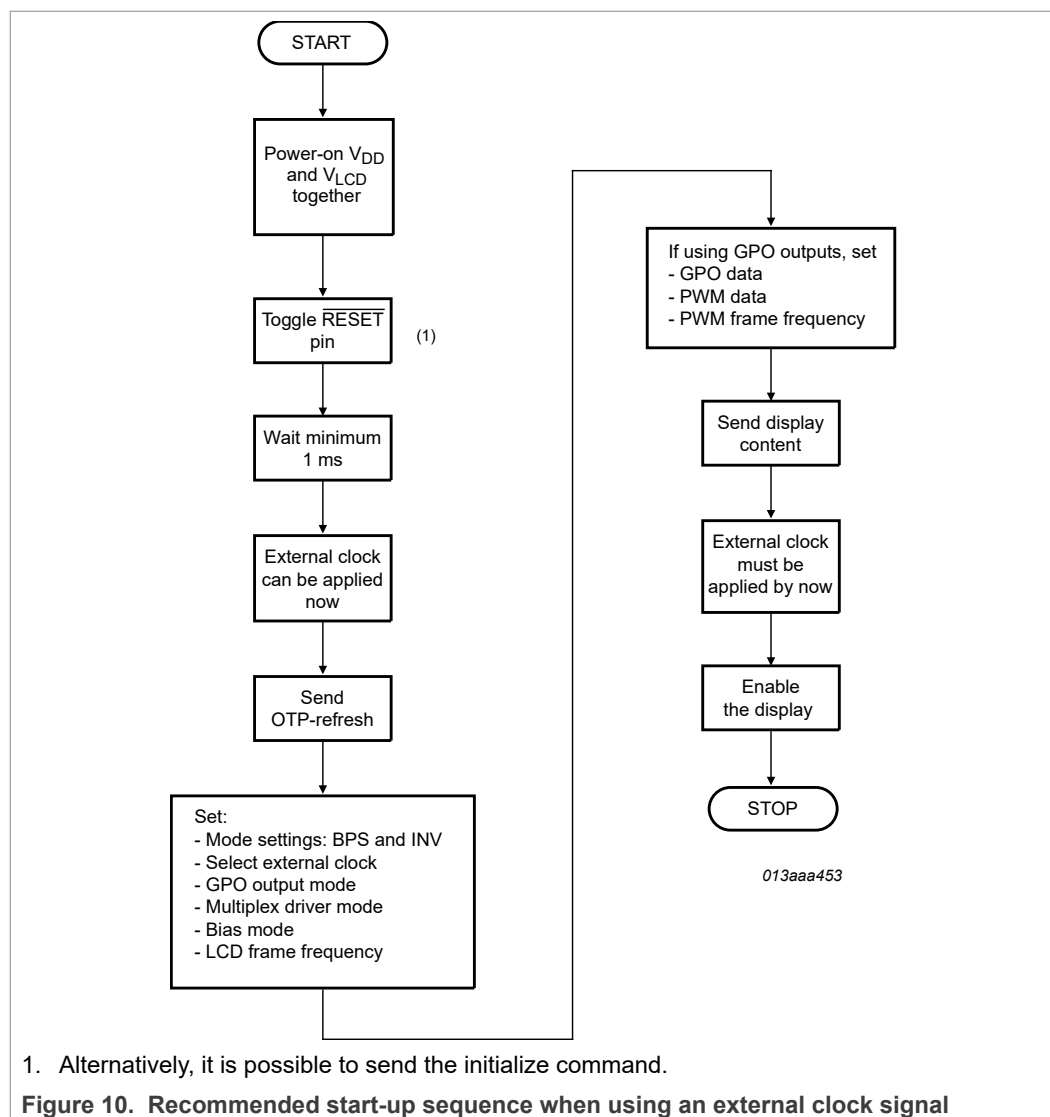 START
Power-on VDD
and VLCD
together
Toggle RESET
pin
(1)
Wait minimum
1 ms
External clock
can be applied
now
Send
OTP-refresh
Set:
- Mode settings: BPS and INV
- Select external clock
- GPO output mode
- Multiplex driver mode
- Bias mode
- LCD frame frequency
If using GPO outputs, set
- GPO data
- PWM data
- PWM frame frequency
Send display
content
External clock
must be
applied by now
Enable
the display
STOP
013aaa453
1. Alternatively, it is possible to send the initialize command.
Figure 10. Recommended start-up sequence when using an external clock signal